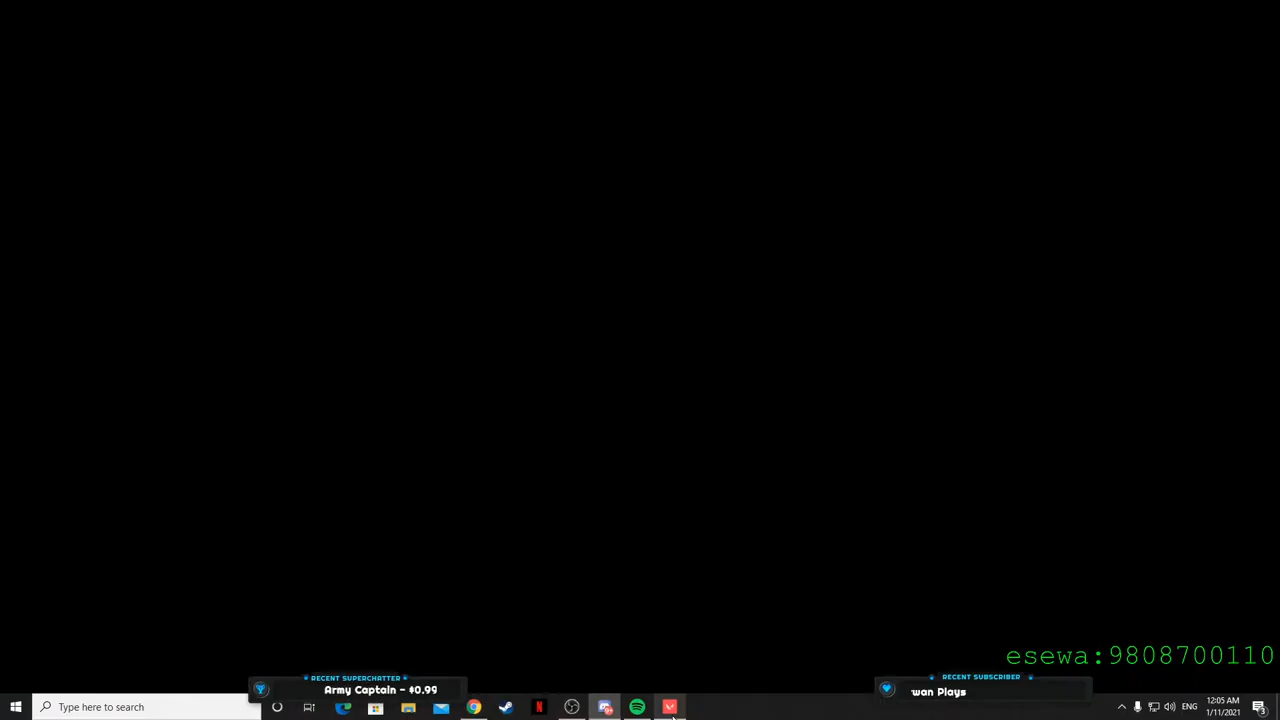 esewa:9808700110
RECENT SUPERCHATTER
Army Captain - $0.99
RECENT SUBSCRIBER
wan Plays
Type here to search
ENG
12:05 AM
1/11/2021